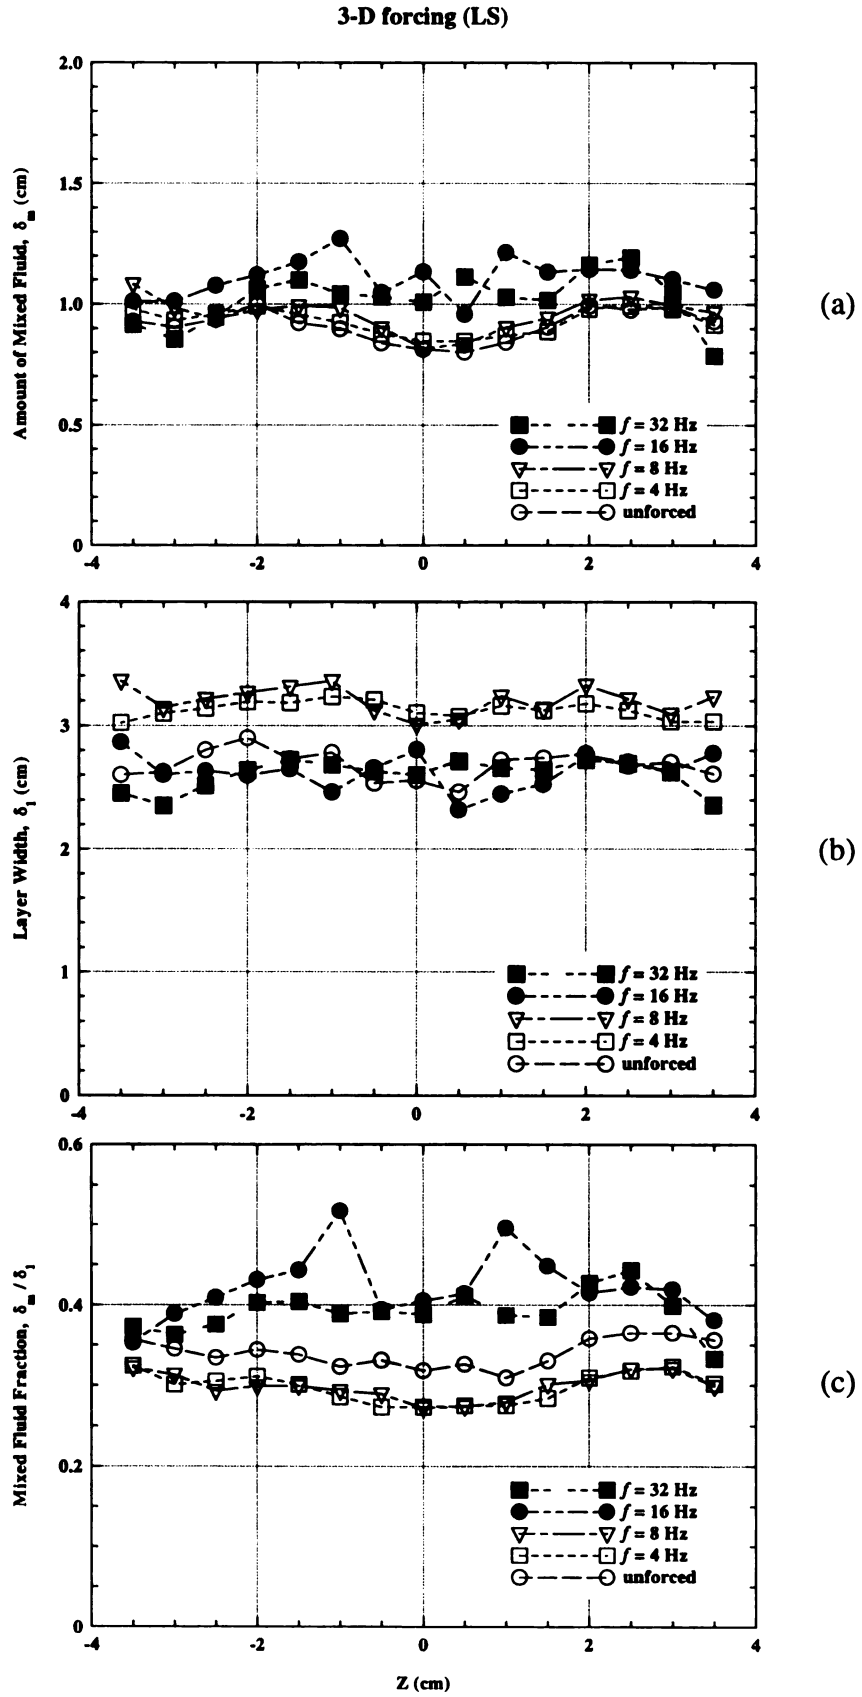 3-D forcing (LS)
2.0
1.5
1.0
0.5
0
-4 -2 0 2 4
Amount of Mixed Fluid, δm (cm)
f = 32 Hz
f = 16 Hz
f = 8 Hz
f = 4 Hz
unforced
(a)
4
3
2
1
0
-4 -2 0 2 4
Layer Width, δ1 (cm)
f = 32 Hz
f = 16 Hz
f = 8 Hz
f = 4 Hz
unforced
(b)
0.6
0.4
0.2
0
-4 -2 0 2 4
Mixed Fluid Fraction, δm / δ1
f = 32 Hz
f = 16 Hz
f = 8 Hz
f = 4 Hz
unforced
(c)
Z (cm)